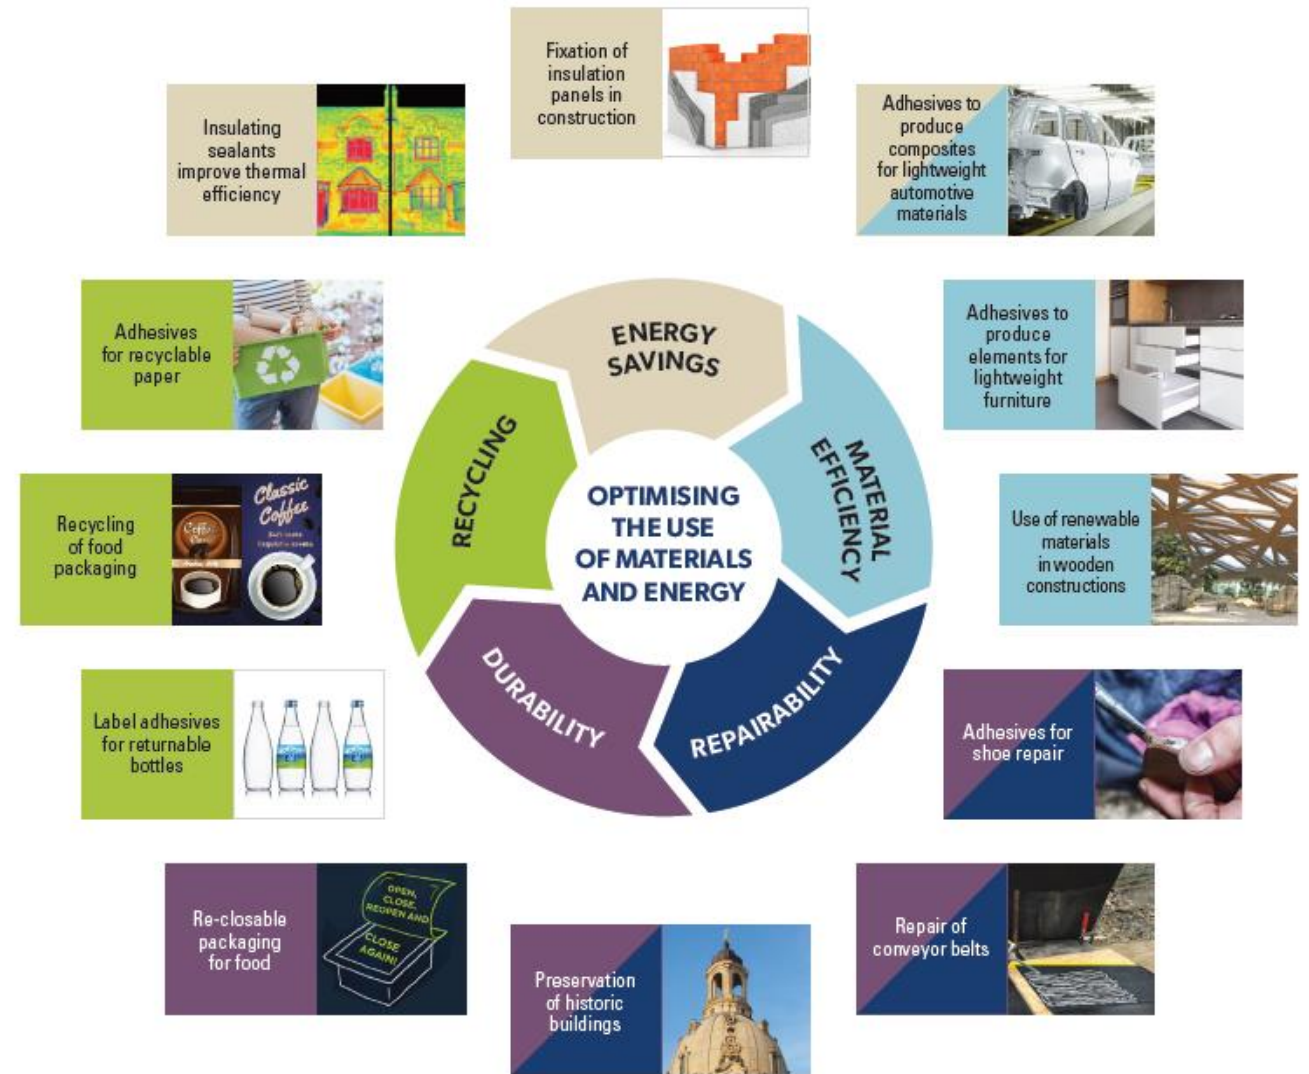 Fixation of
insulation
panels in
construction
Insulating
sealants
improve thermal
efficiency
Adhesives to
produce
composites
for lightweight
automotive
materials
Adhesives
for recyclable
paper
ENERGY
SAVINGS
Adhesives to
produce
elements for
lightweight
furniture
RECYCLING
MATERIAL
EFFICIENCY
OPTIMISING
THE USE
OF MATERIALS
AND ENERGY
Recycling
of food
packaging
Classic
Coffee
Coffee
Use of renewable
materials
in wooden
constructions
DURABILITY
REPAIRABILITY
Label adhesives
for returnable
bottles
Adhesives for
shoe repair
Re-closable
packaging
for food
OPEN,
CLOSE,
REOPEN AND
CLOSE
AGAIN!
Preservation
of historic
buildings
Repair of
conveyor belts